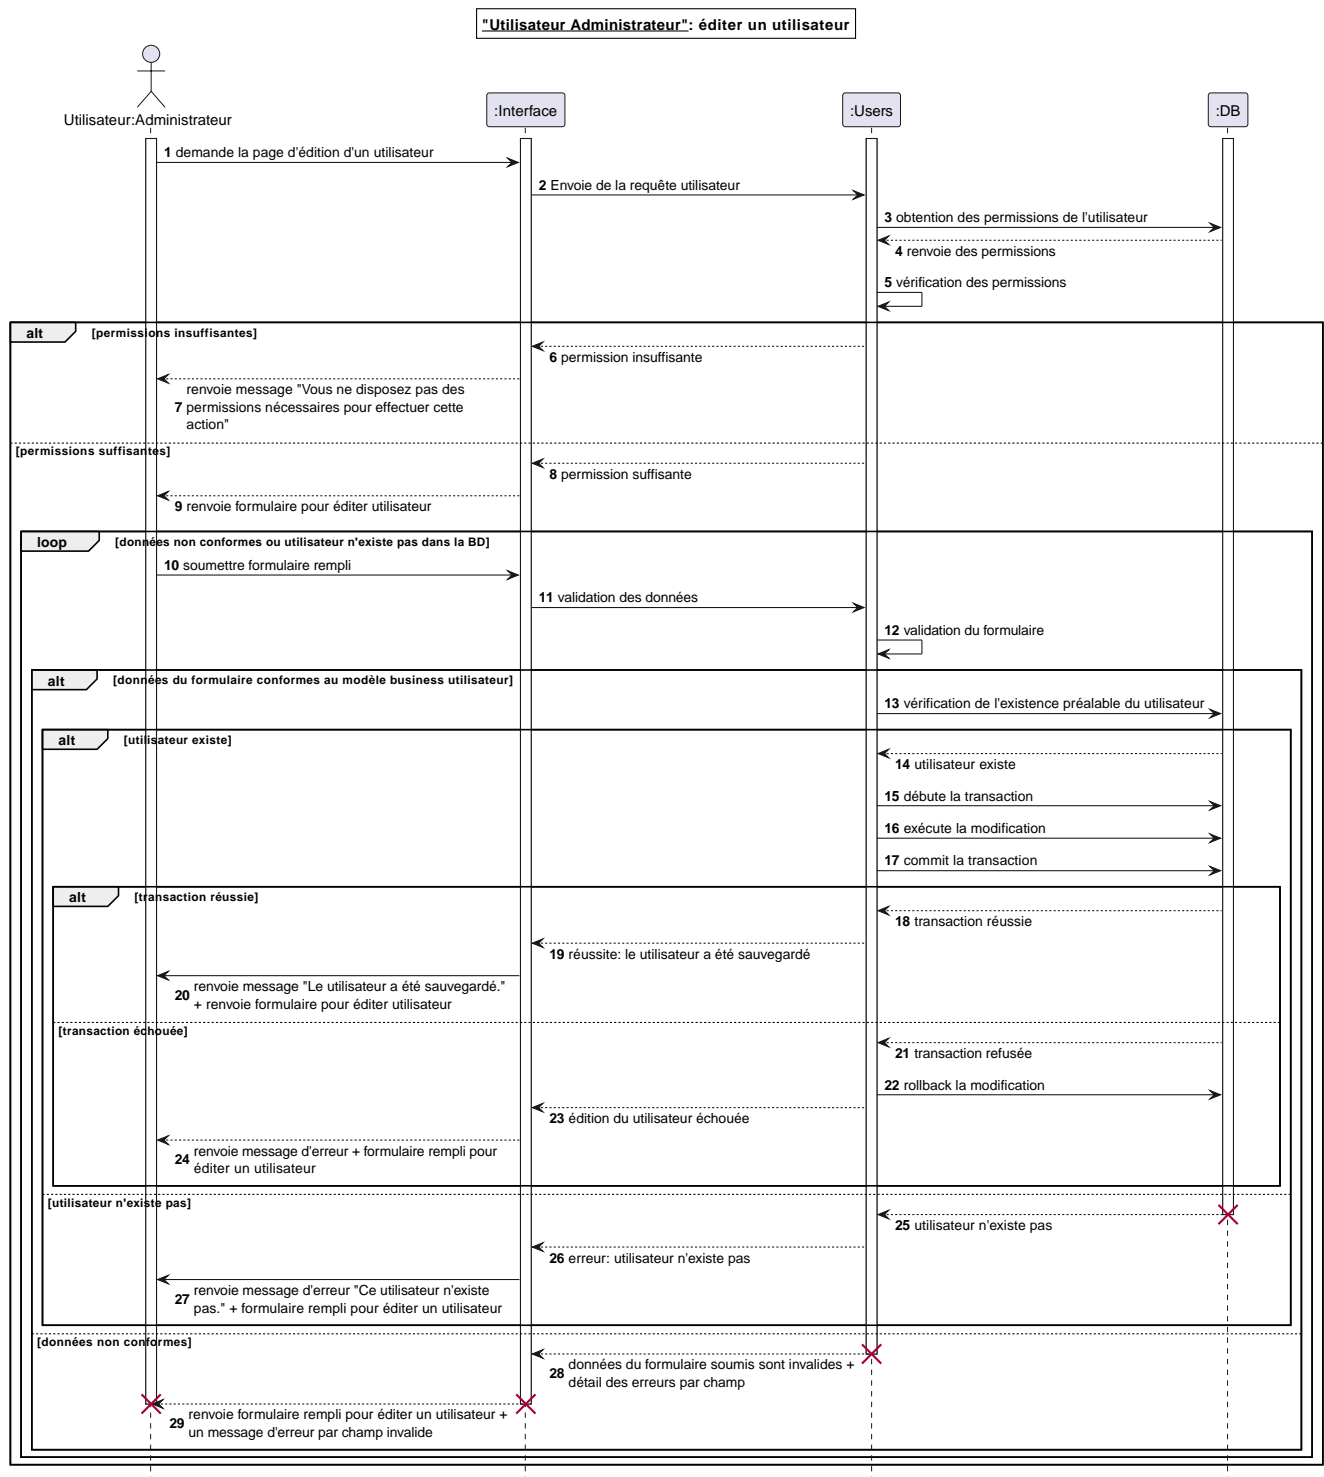 "Utilisateur Administrateur": éditer un utilisateur
Utilisateur:Administrateur
:Interface
:Users
:DB
1 demande la page d'édition d'un utilisateur
2 Envoie de la requête utilisateur
3 obtention des permissions de l'utilisateur
4 renvoie des permissions
5 vérification des permissions
alt [permissions insuffisantes]
6 permission insuffisante
7 renvoie message "Vous ne disposez pas des
permissions nécessaires pour effectuer cette
action"
[permissions suffisantes]
8 permission suffisante
9 renvoie formulaire pour éditer utilisateur
loop [données non conformes ou utilisateur n'existe pas dans la BD]
10 soumettre formulaire rempli
11 validation des données
12 validation du formulaire
alt [données du formulaire conformes au modèle business utilisateur]
13 vérification de l'existence préalable du utilisateur
alt [utilisateur existe]
14 utilisateur existe
15 débute la transaction
16 exécute la modification
17 commit la transaction
alt [transaction réussie]
18 transaction réussie
19 réussite: le utilisateur a été sauvegardé
20 renvoie message "Le utilisateur a été sauvegardé."
+ renvoie formulaire pour éditer utilisateur
[transaction échouée]
21 transaction refusée
22 rollback la modification
23 édition du utilisateur échouée
24 renvoie message d'erreur + formulaire rempli pour
éditer un utilisateur
[utilisateur n'existe pas]
25 utilisateur n'existe pas
26 erreur: utilisateur n'existe pas
27 renvoie message d'erreur "Ce utilisateur n'existe
pas." + formulaire rempli pour éditer un utilisateur
[données non conformes]
28 données du formulaire soumis sont invalides +
détail des erreurs par champ
29 renvoie formulaire rempli pour éditer un utilisateur +
un message d'erreur par champ invalide